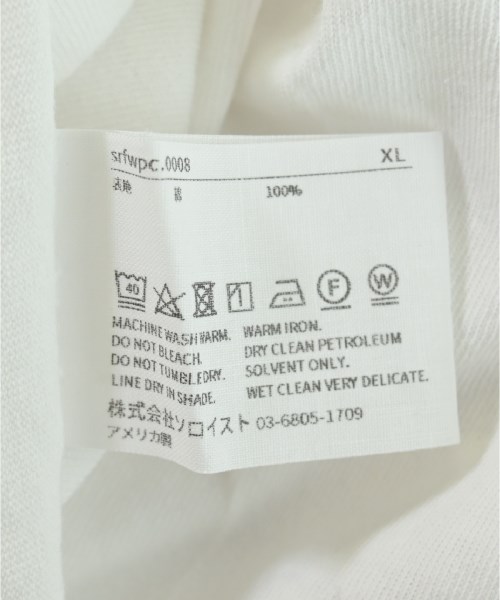 srfwpc.0008 XL
表地 綿 100%
40 F W
MACHINE WASH WARM.
DO NOT BLEACH.
DO NOT TUMBLE DRY.
LINE DRY IN SHADE.
WARM IRON.
DRY CLEAN PETROLEUM
SOLVENT ONLY.
WET CLEAN VERY DELICATE.
株式会社ソロイスト 03-6805-1709
アメリカ製